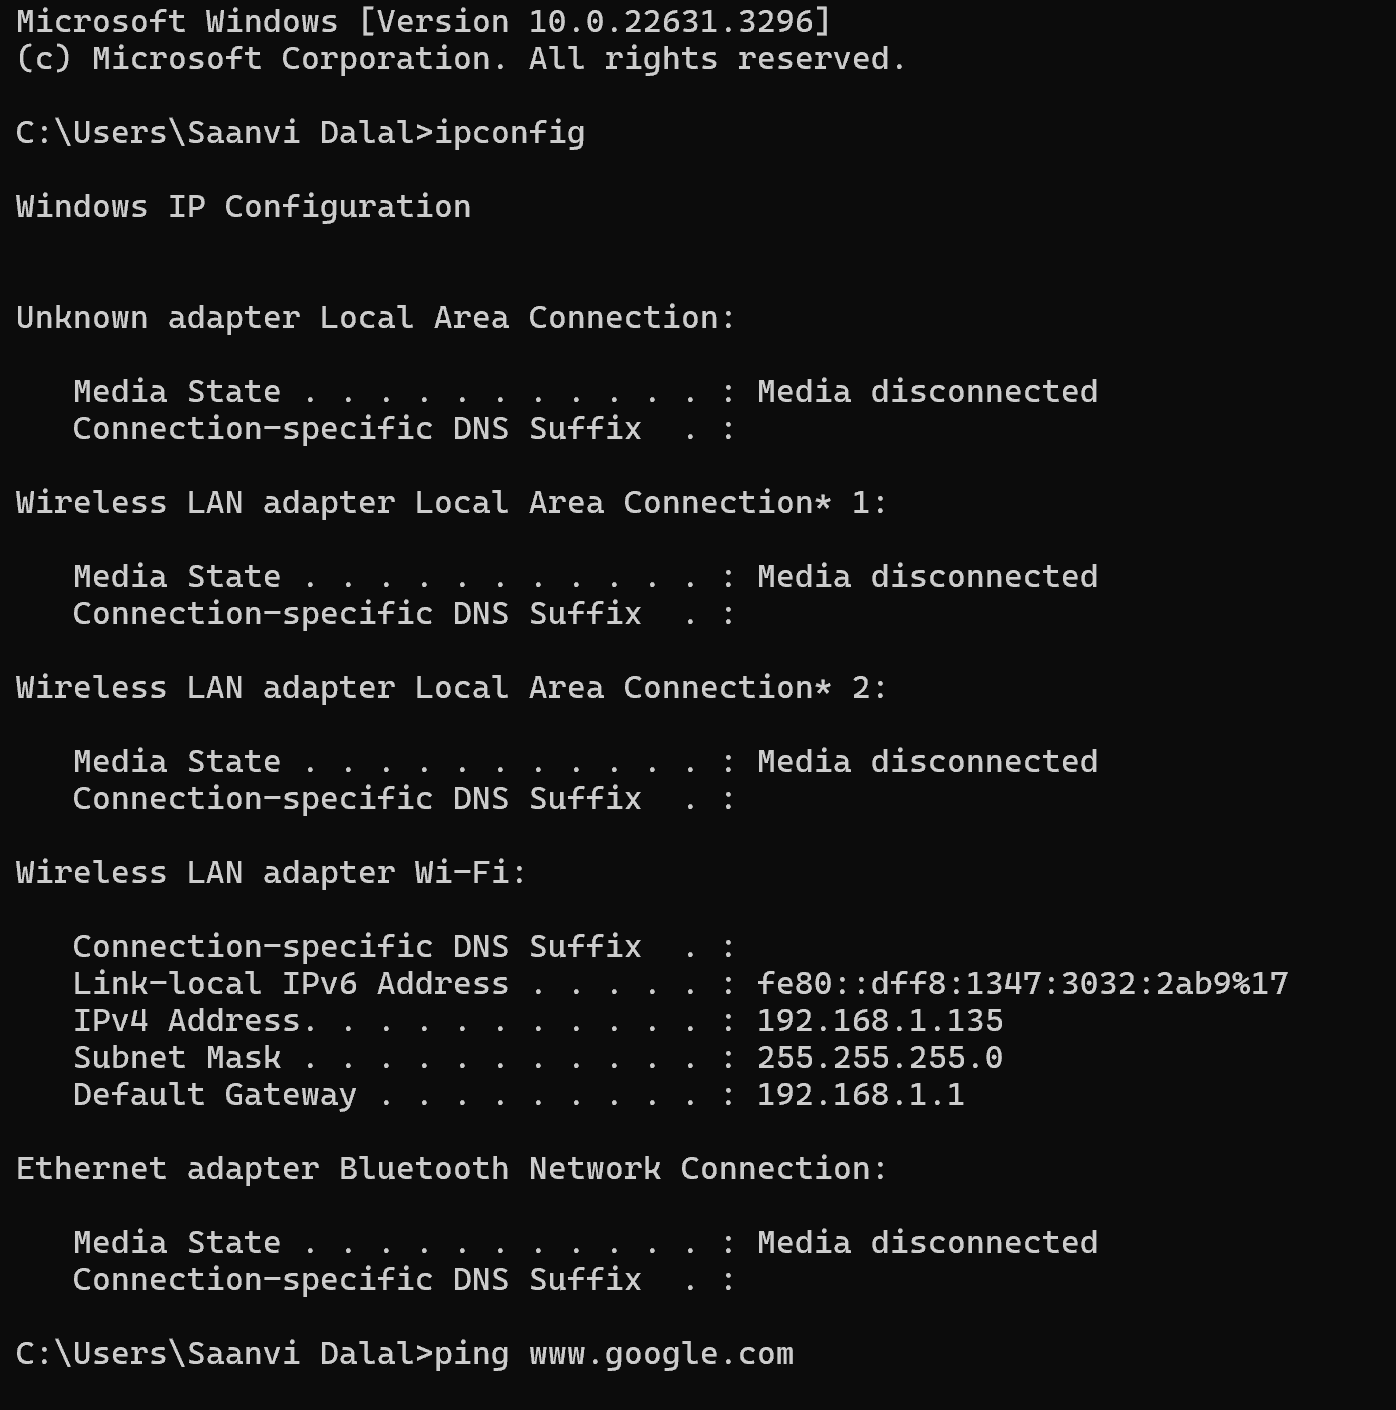 Microsoft Windows [Version 10.0.22631.3296]
(c) Microsoft Corporation. All rights reserved.
C:\Users\Saanvi Dalal>ipconfig
Windows IP Configuration
Unknown adapter Local Area Connection:
   Media State . . . . . . . . . . . : Media disconnected
   Connection-specific DNS Suffix  . :
Wireless LAN adapter Local Area Connection* 1:
   Media State . . . . . . . . . . . : Media disconnected
   Connection-specific DNS Suffix  . :
Wireless LAN adapter Local Area Connection* 2:
   Media State . . . . . . . . . . . : Media disconnected
   Connection-specific DNS Suffix  . :
Wireless LAN adapter Wi-Fi:
   Connection-specific DNS Suffix  . :
   Link-local IPv6 Address . . . . . : fe80::dff8:1347:3032:2ab9%17
   IPv4 Address. . . . . . . . . . . : 192.168.1.135
   Subnet Mask . . . . . . . . . . . : 255.255.255.0
   Default Gateway . . . . . . . . . : 192.168.1.1
Ethernet adapter Bluetooth Network Connection:
   Media State . . . . . . . . . . . : Media disconnected
   Connection-specific DNS Suffix  . :
C:\Users\Saanvi Dalal>ping www.google.com